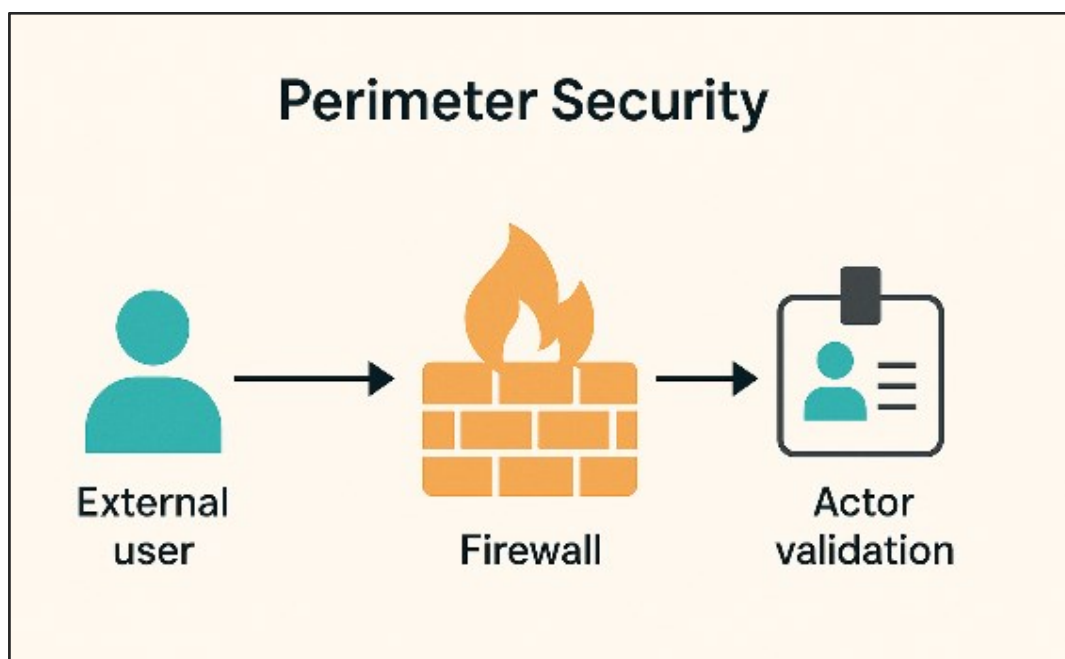 Perimeter Security
External
user
Firewall
Actor
validation